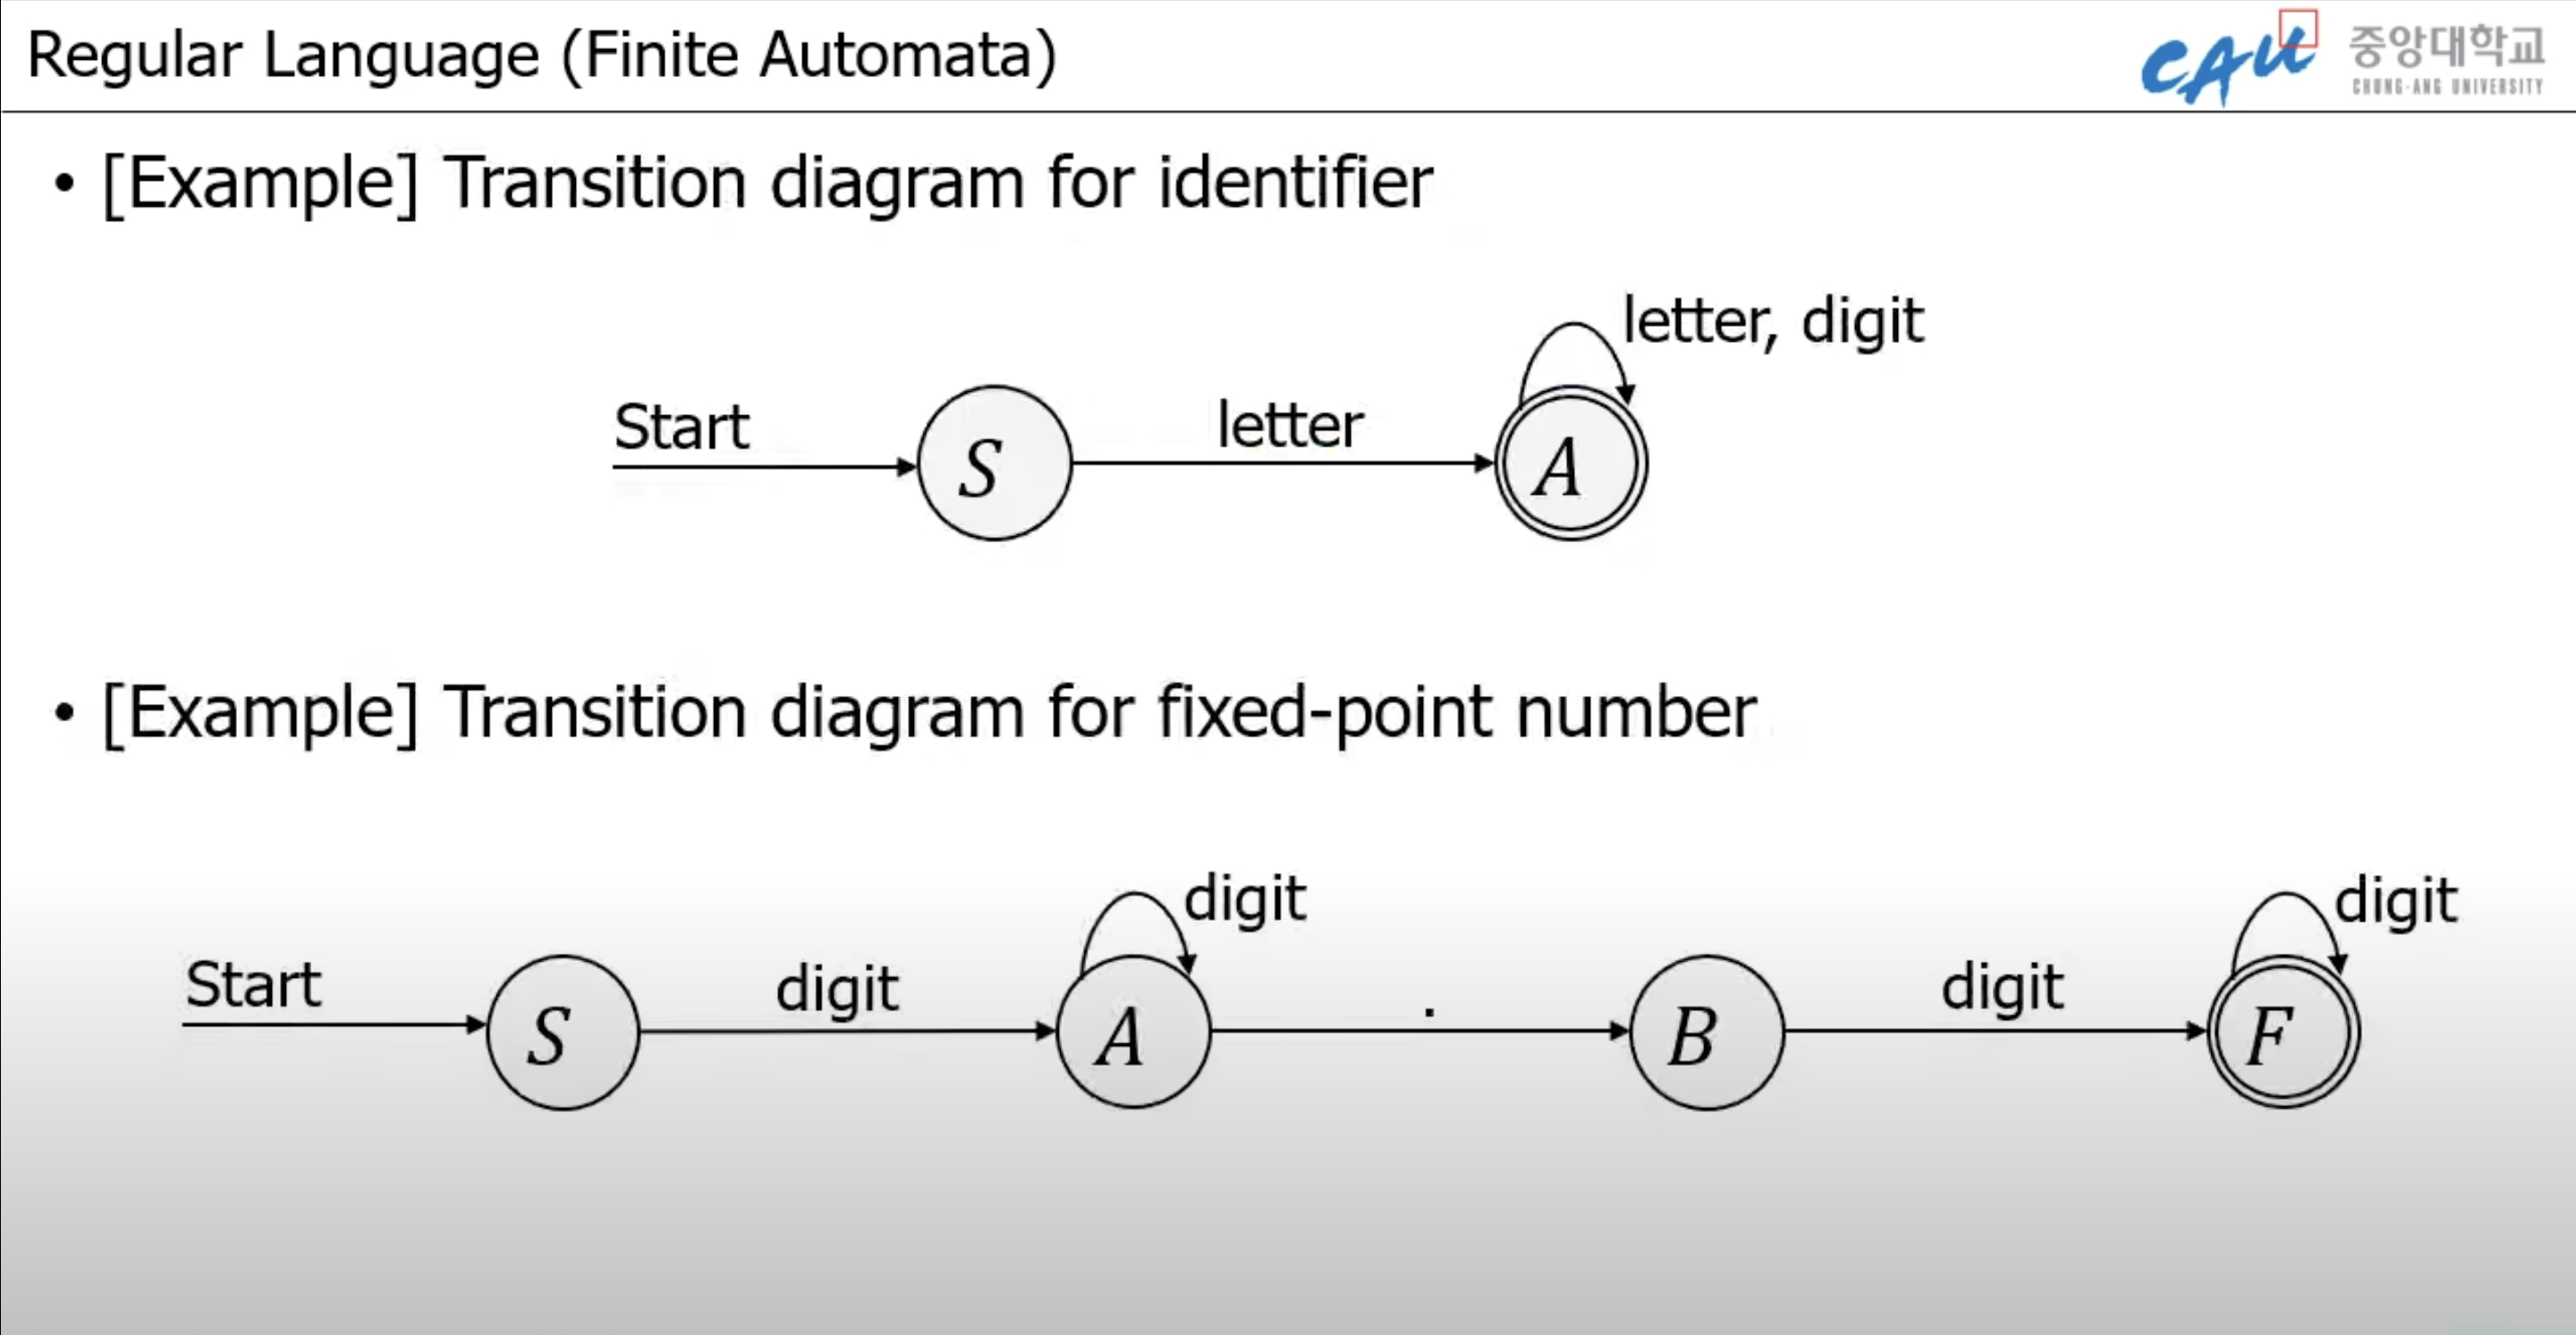 Regular Language (Finite Automata)
CAU 중앙대학교
CHUNG-ANG UNIVERSITY
• [Example] Transition diagram for identifier
letter, digit
Start
letter
S
A
• [Example] Transition diagram for fixed-point number
digit
digit
Start
digit
.
digit
S
A
B
F